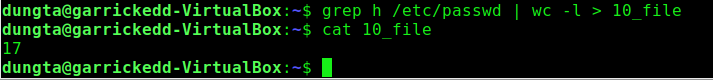 dungta@garrickedd-VirtualBox:~$ grep h /etc/passwd | wc -l > 10_file
dungta@garrickedd-VirtualBox:~$ cat 10_file
17
dungta@garrickedd-VirtualBox:~$